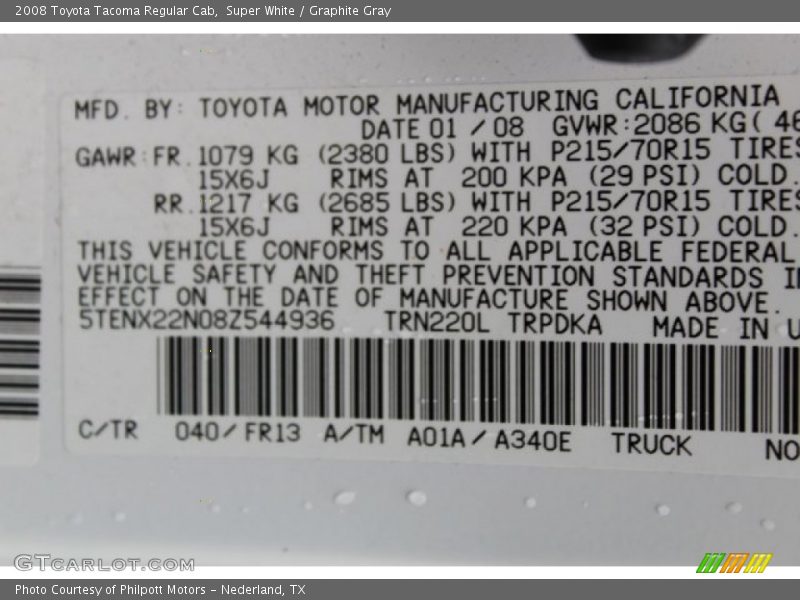 2008 Toyota Tacoma Regular Cab, Super White / Graphite Gray
MFD. BY: TOYOTA MOTOR MANUFACTURING CALIFORNIA
DATE 01 / 08 GVWR:2086 KG( 46
GAWR:FR.1079 KG (2380 LBS) WITH P215/70R15 TIRES
15X6J RIMS AT 200 KPA (29 PSI) COLD.
RR.1217 KG (2685 LBS) WITH P215/70R15 TIRES
15X6J RIMS AT 220 KPA (32 PSI) COLD.
THIS VEHICLE CONFORMS TO ALL APPLICABLE FEDERAL
VEHICLE SAFETY AND THEFT PREVENTION STANDARDS I
EFFECT ON THE DATE OF MANUFACTURE SHOWN ABOVE.
5TENX22N08Z544936 TRN220L TRPDKA MADE IN U
C/TR 040/FR13 A/TM A01A/A340E TRUCK NO
GTCARLOT.COM
Photo Courtesy of Philpott Motors - Nederland, TX